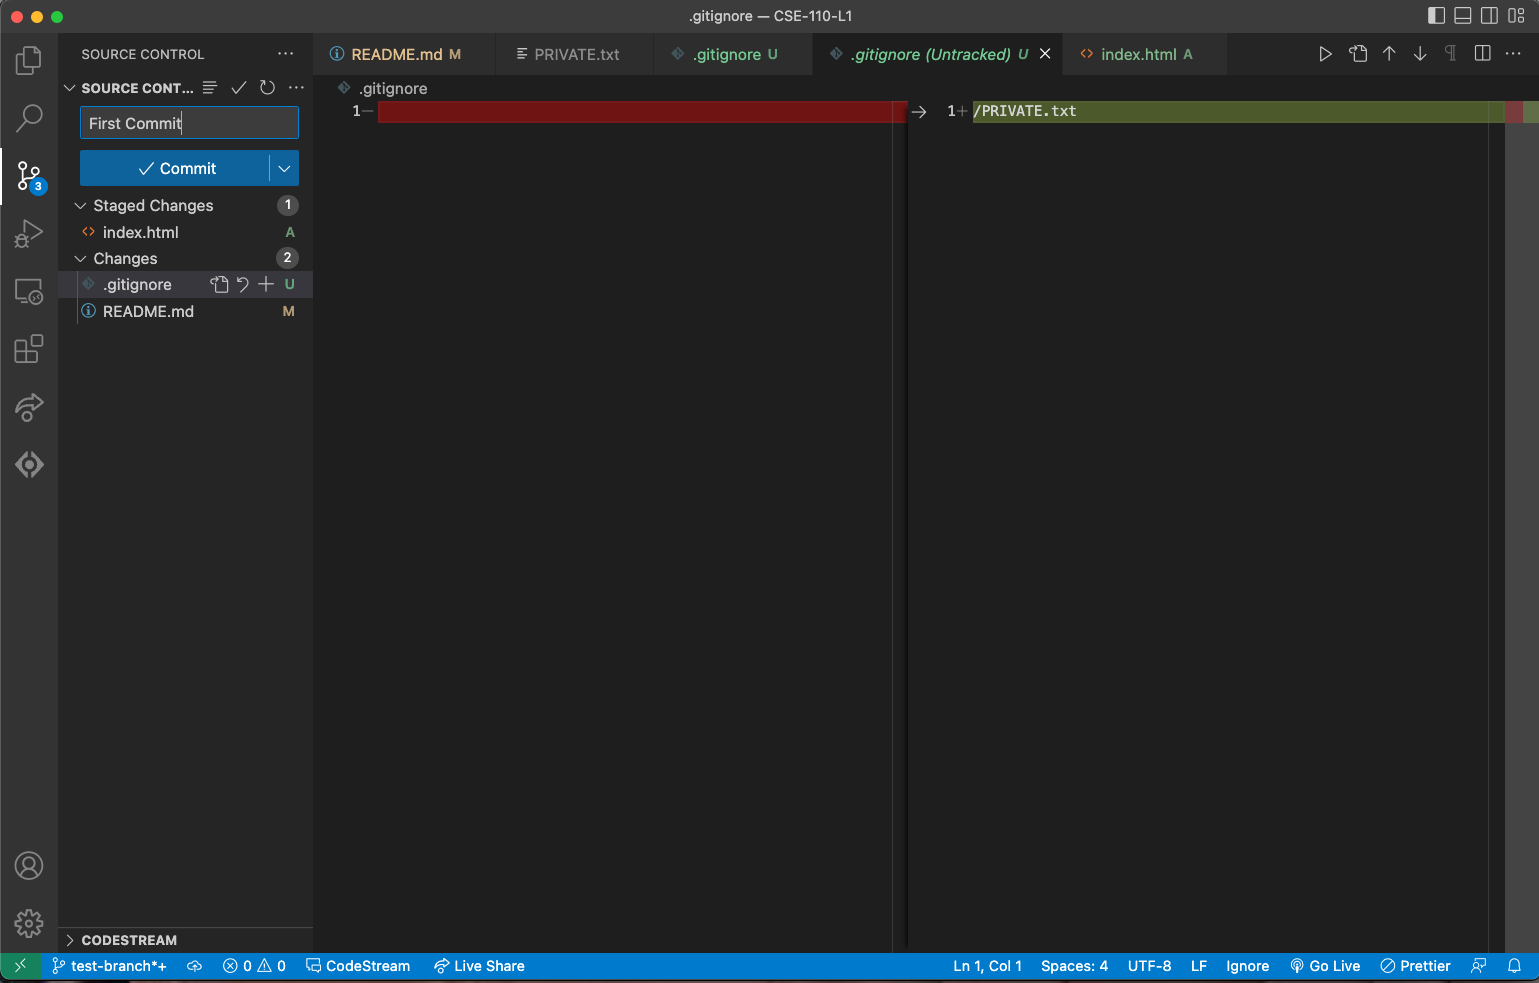 .gitignore — CSE-110-L1
SOURCE CONTROL
README.md M
PRIVATE.txt
.gitignore U
.gitignore (Untracked) U
index.html A
SOURCE CONT...
.gitignore
First Commit
1
1 /PRIVATE.txt
Commit
3
Staged Changes 1
index.html A
Changes 2
.gitignore U
README.md M
CODESTREAM
test-branch*+ 0 0 CodeStream Live Share Ln 1, Col 1 Spaces: 4 UTF-8 LF Ignore Go Live Prettier